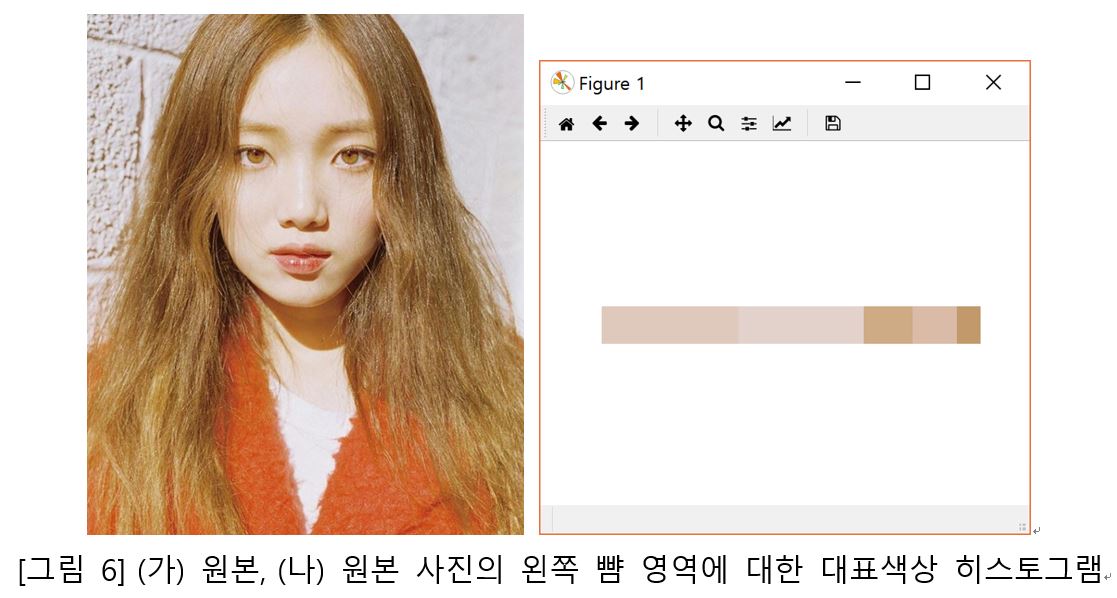 Figure 1
[그림 6] (가) 원본, (나) 원본 사진의 왼쪽 뺨 영역에 대한 대표색상 히스토그램